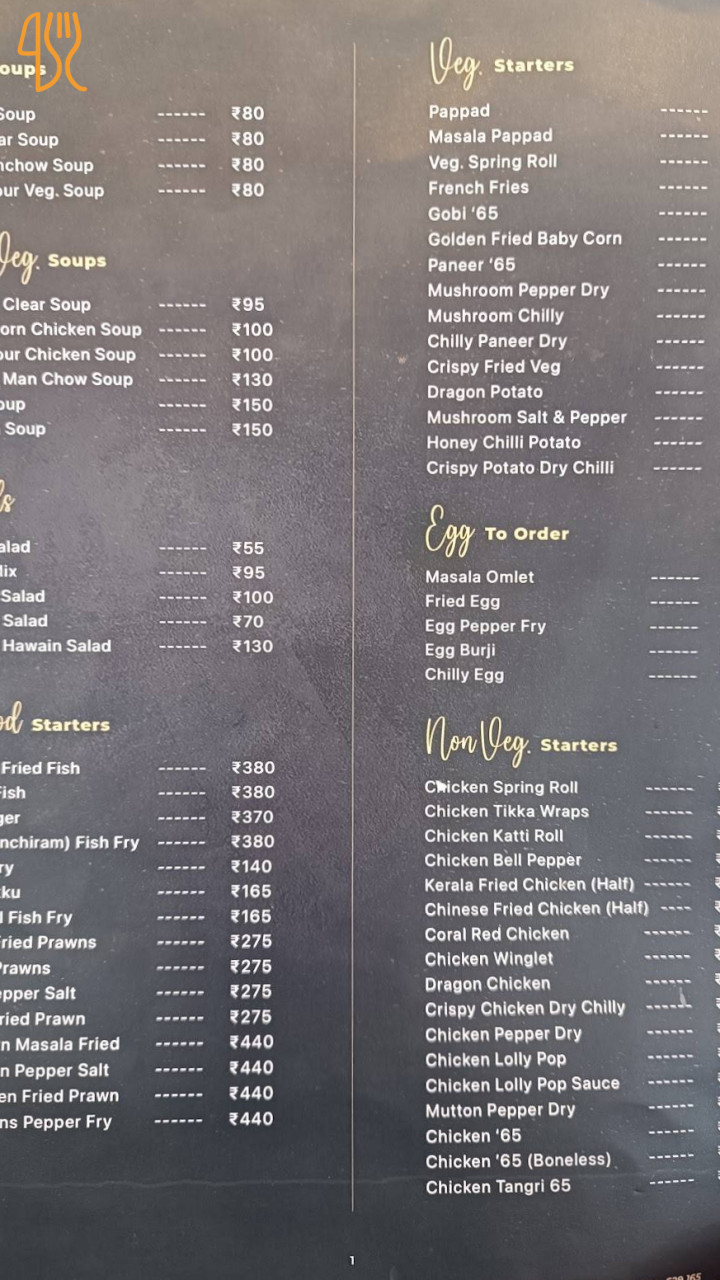 oups
Soup ------ ₹80
ar Soup ------ ₹80
nchow Soup ------ ₹80
our Veg. Soup ------ ₹80
Veg. Soups
Clear Soup ------ ₹95
orn Chicken Soup ------ ₹100
our Chicken Soup ------ ₹100
Man Chow Soup ------ ₹130
oup ------ ₹150
Soup ------ ₹150
ls
alad ------ ₹55
Mix ------ ₹95
Salad ------ ₹100
Salad ------ ₹70
Hawain Salad ------ ₹130
od Starters
Fried Fish ------ ₹380
Fish ------ ₹380
ger ------ ₹370
nchiram) Fish Fry ------ ₹380
ry ------ ₹140
kku ------ ₹165
l Fish Fry ------ ₹165
Fried Prawns ------ ₹275
Prawns ------ ₹275
epper Salt ------ ₹275
ried Prawn ------ ₹275
n Masala Fried ------ ₹440
n Pepper Salt ------ ₹440
en Fried Prawn ------ ₹440
ns Pepper Fry ------ ₹440
Veg. Starters
Pappad ------
Masala Pappad ------
Veg. Spring Roll ------
French Fries ------
Gobi '65 ------
Golden Fried Baby Corn ------
Paneer '65 ------
Mushroom Pepper Dry ------
Mushroom Chilly ------
Chilly Paneer Dry ------
Crispy Fried Veg ------
Dragon Potato ------
Mushroom Salt & Pepper ------
Honey Chilli Potato ------
Crispy Potato Dry Chilli ------
Egg To Order
Masala Omlet ------
Fried Egg ------
Egg Pepper Fry ------
Egg Burji ------
Chilly Egg ------
Non Veg. Starters
Chicken Spring Roll ------
Chicken Tikka Wraps ------
Chicken Katti Roll ------
Chicken Bell Pepper ------
Kerala Fried Chicken (Half) ------
Chinese Fried Chicken (Half) ----
Coral Red Chicken ------
Chicken Winglet ------
Dragon Chicken ------
Crispy Chicken Dry Chilly ------
Chicken Pepper Dry ------
Chicken Lolly Pop ------
Chicken Lolly Pop Sauce ------
Mutton Pepper Dry ------
Chicken '65 ------
Chicken '65 (Boneless) ------
Chicken Tangri 65 ------
1